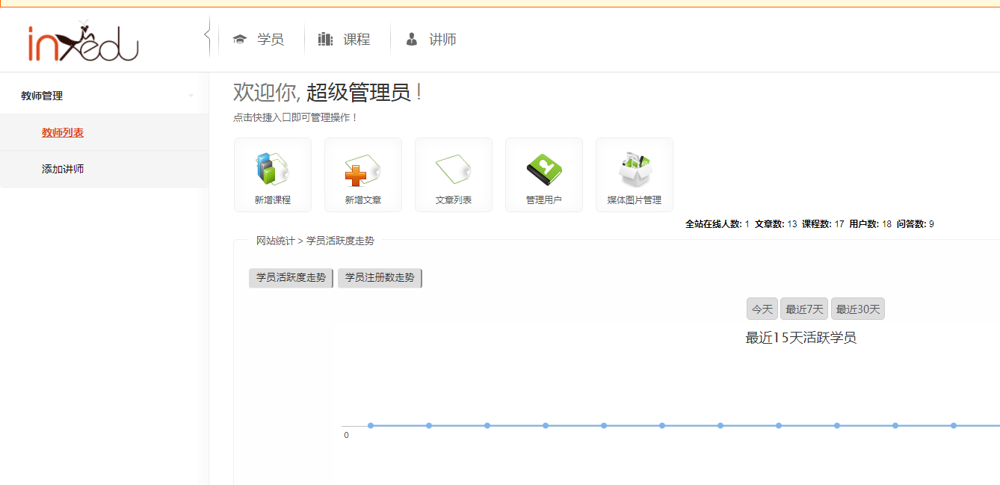 inxedu
学员 课程 讲师
教师管理
教师列表
添加讲师
欢迎你, 超级管理员 !
点击快捷入口即可管理操作！
新增课程 新增文章 文章列表 管理用户 媒体图片管理
全站在线人数: 1 文章数: 13 课程数: 17 用户数: 18 问答数: 9
网站统计 > 学员活跃度走势
学员活跃度走势 学员注册数走势
今天 最近7天 最近30天
最近15天活跃学员
0